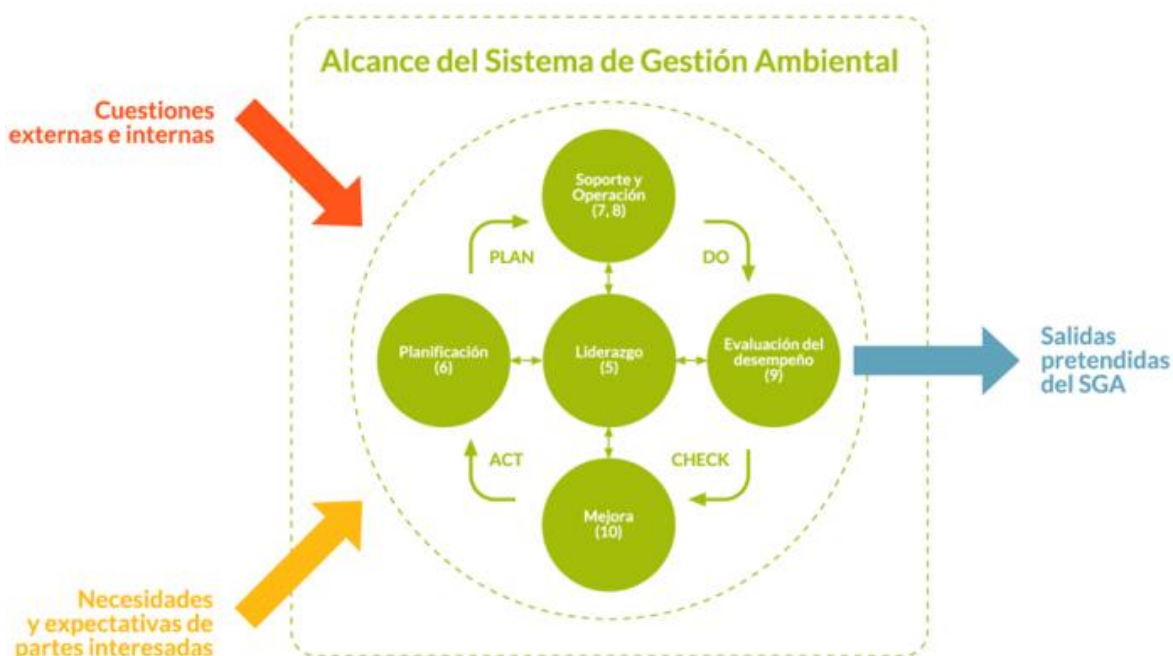 Alcance del Sistema de Gestión Ambiental
Cuestiones
externas e internas
Soporte y
Operación
(7, 8)
PLAN
DO
Planificación
(6)
Liderazgo
(5)
Evaluación del
desempeño
(9)
Salidas
pretendidas
del SGA
ACT
CHECK
Mejora
(10)
Necesidades
y expectativas de
partes interesadas